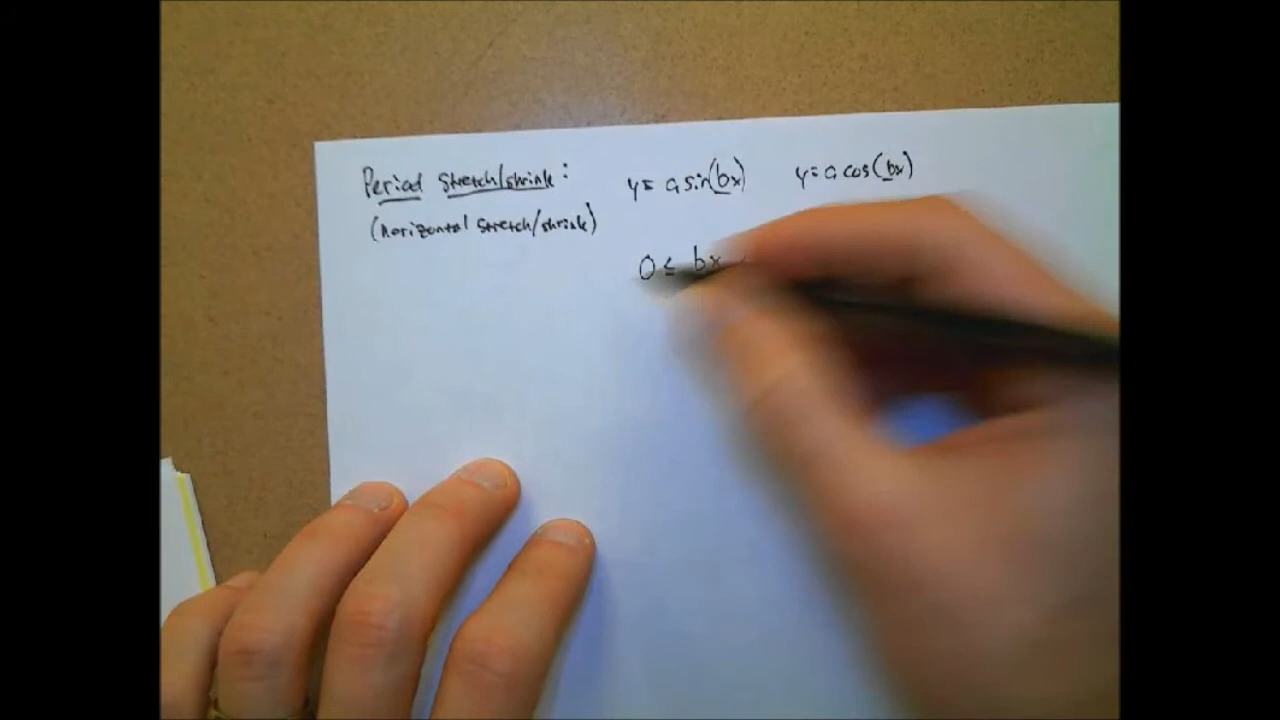 Period stretch/shrink: y = a sin(bx) y = a cos(bx)
(horizontal stretch/shrink)
0 ≤ bx